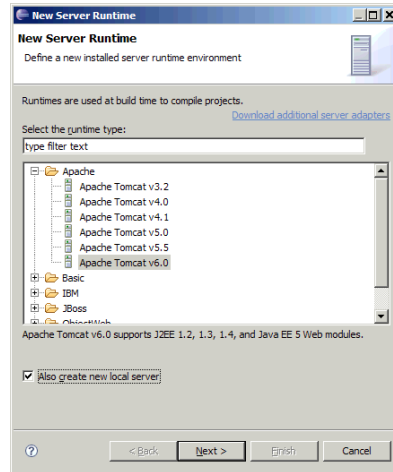 New Server Runtime
New Server Runtime
Define a new installed server runtime environment
Runtimes are used at build time to compile projects.
Download additional server adapters
Select the runtime type:
type filter text
Apache
Apache Tomcat v3.2
Apache Tomcat v4.0
Apache Tomcat v4.1
Apache Tomcat v5.0
Apache Tomcat v5.5
Apache Tomcat v6.0
Basic
IBM
JBoss
ObjectWeb
Apache Tomcat v6.0 supports J2EE 1.2, 1.3, 1.4, and Java EE 5 Web modules.
Also create new local server
? < Back Next > Finish Cancel